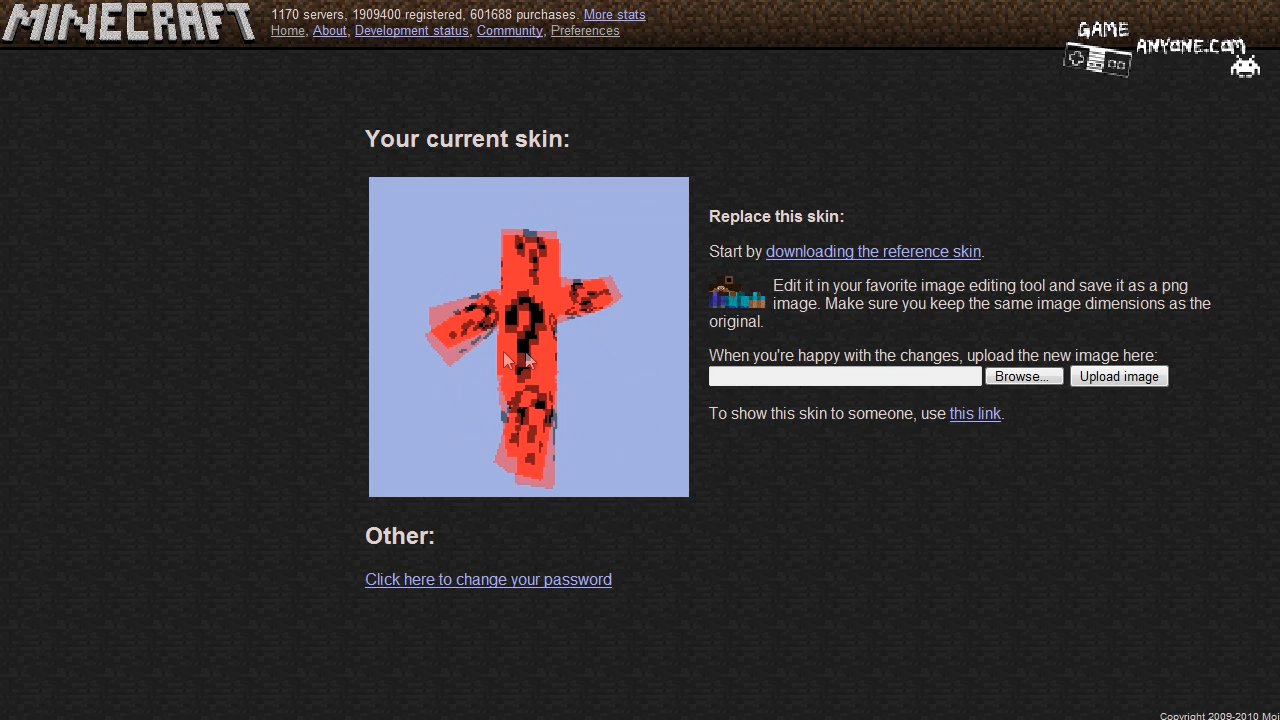 MINECRAFT
1170 servers, 1909400 registered, 601688 purchases. More stats
Home, About, Development status, Community, Preferences
GAME
ANYONE.COM
Your current skin:
?
Replace this skin:
Start by downloading the reference skin.
Edit it in your favorite image editing tool and save it as a png
image. Make sure you keep the same image dimensions as the
original.
When you're happy with the changes, upload the new image here:
Browse... Upload image
To show this skin to someone, use this link.
Other:
Click here to change your password
Copyright 2009-2010 Moj